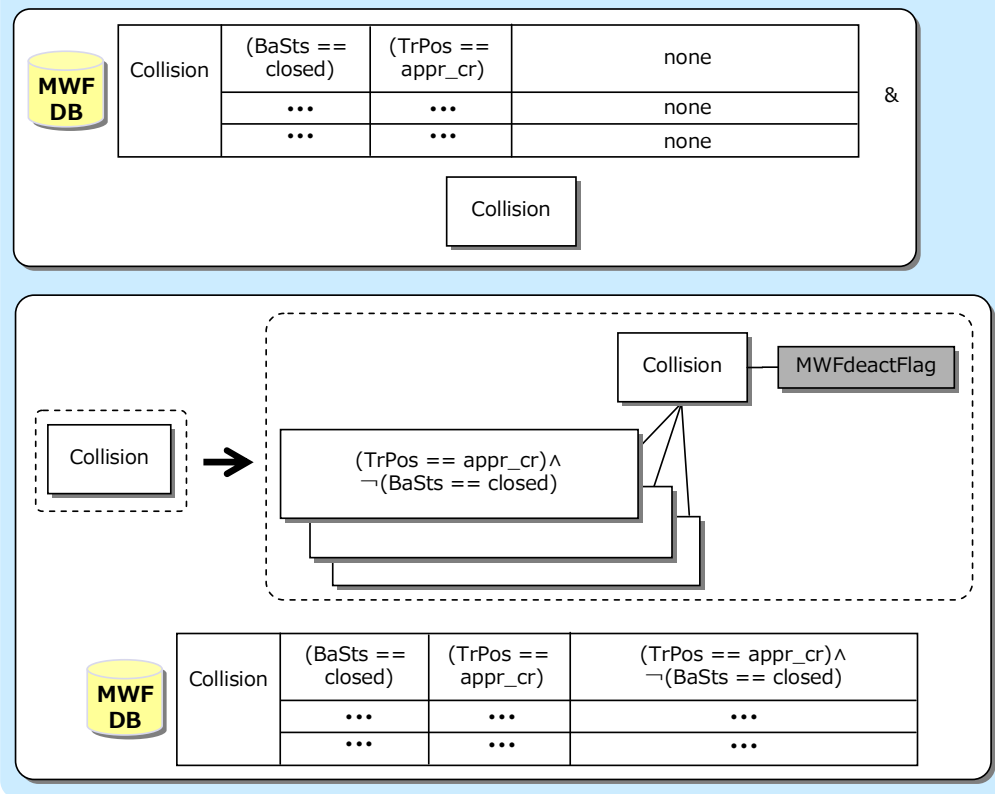 MWF
DB
Collision
(BaSts ==
closed)
(TrPos ==
appr_cr)
none
•••
•••
none
•••
•••
none
&
Collision
Collision
Collision
MWFdeactFlag
(TrPos == appr_cr)∧
¬(BaSts == closed)
MWF
DB
Collision
(BaSts ==
closed)
(TrPos ==
appr_cr)
(TrPos == appr_cr)∧
¬(BaSts == closed)
•••
•••
•••
•••
•••
•••